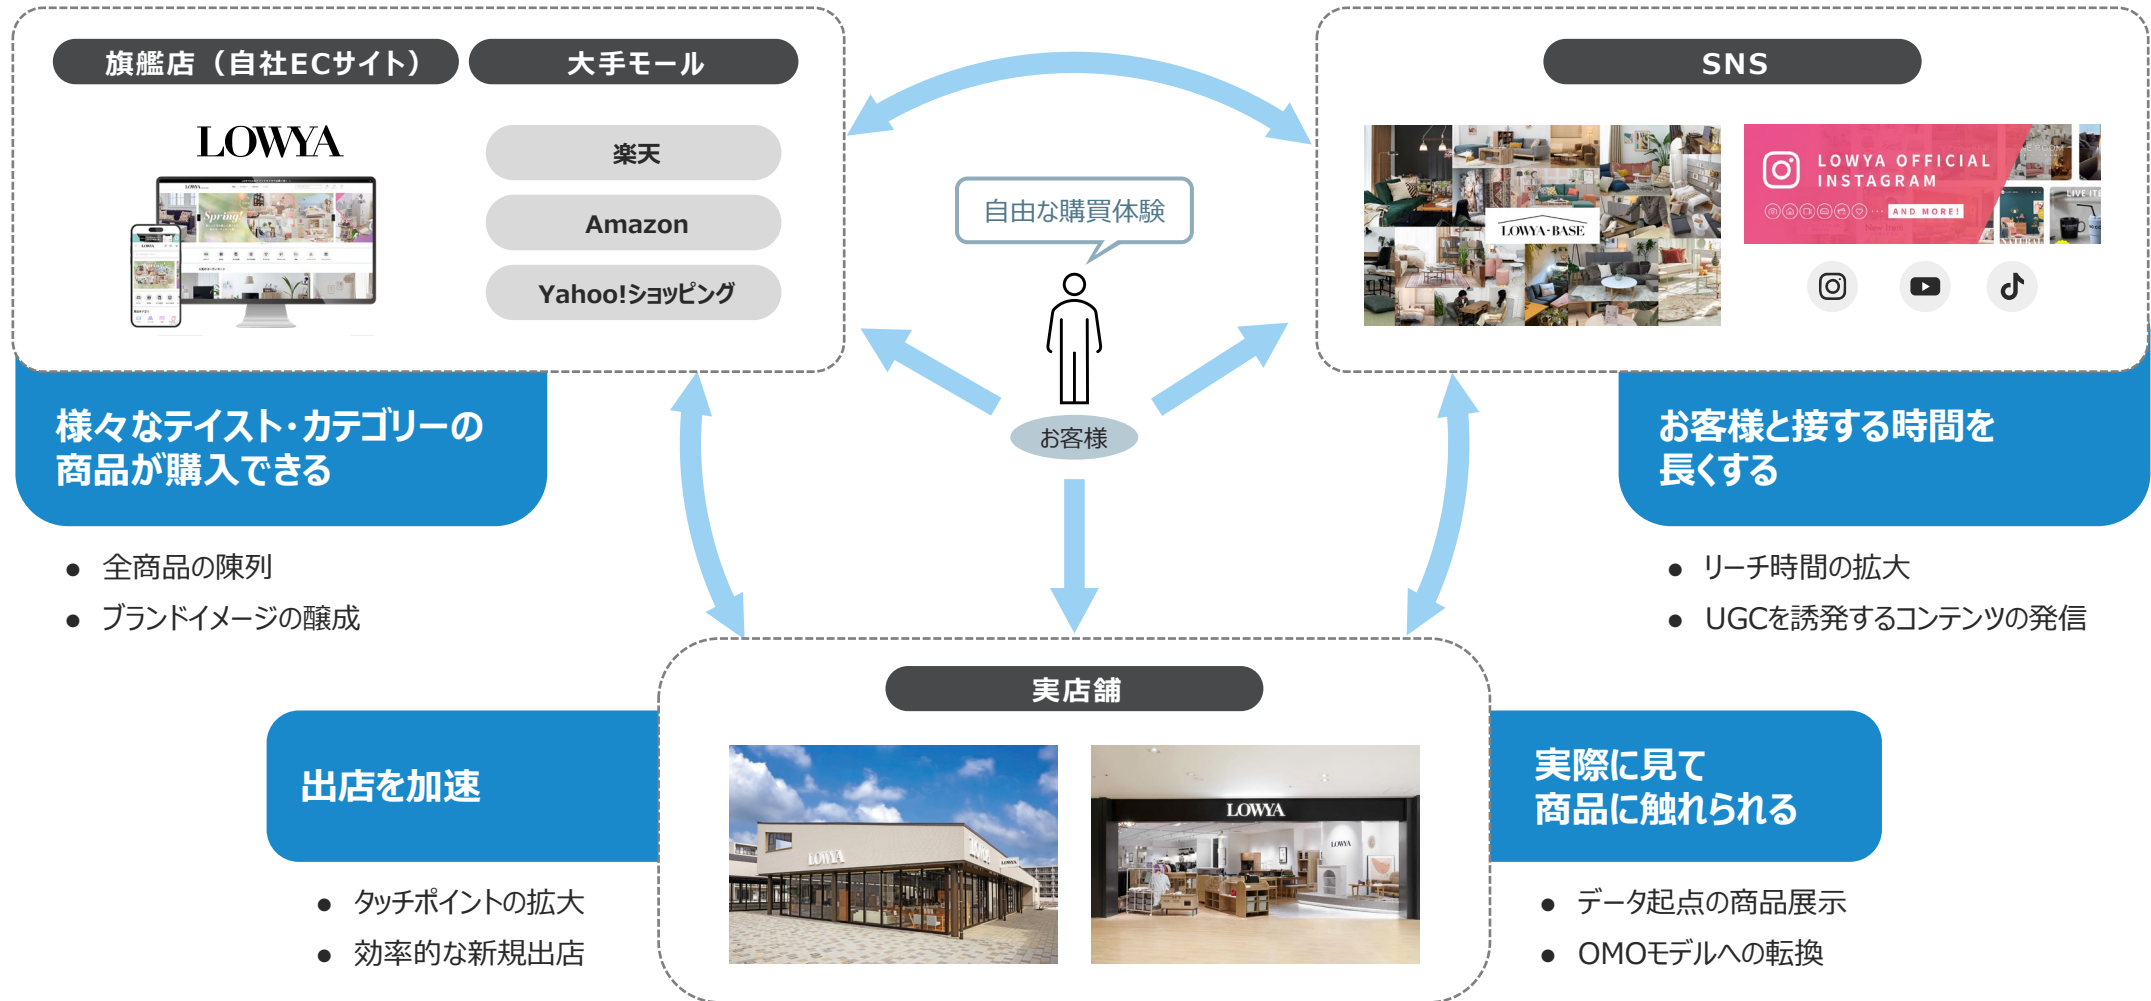 旗艦店（自社ECサイト）
大手モール
LOWYA
Spring!
LOWYA
楽天
Amazon
Yahoo!ショッピング
自由な購買体験
お客様
SNS
LOWYA-BASE
LOWYA OFFICIAL
INSTAGRAM
AND MORE!
様々なテイスト・カテゴリーの
商品が購入できる
● 全商品の陳列
● ブランドイメージの醸成
お客様と接する時間を
長くする
● リーチ時間の拡大
● UGCを誘発するコンテンツの発信
実店舗
LOWYA
LOWYA
LOWYA
LOWYA
出店を加速
● タッチポイントの拡大
● 効率的な新規出店
実際に見て
商品に触れられる
● データ起点の商品展示
● OMOモデルへの転換